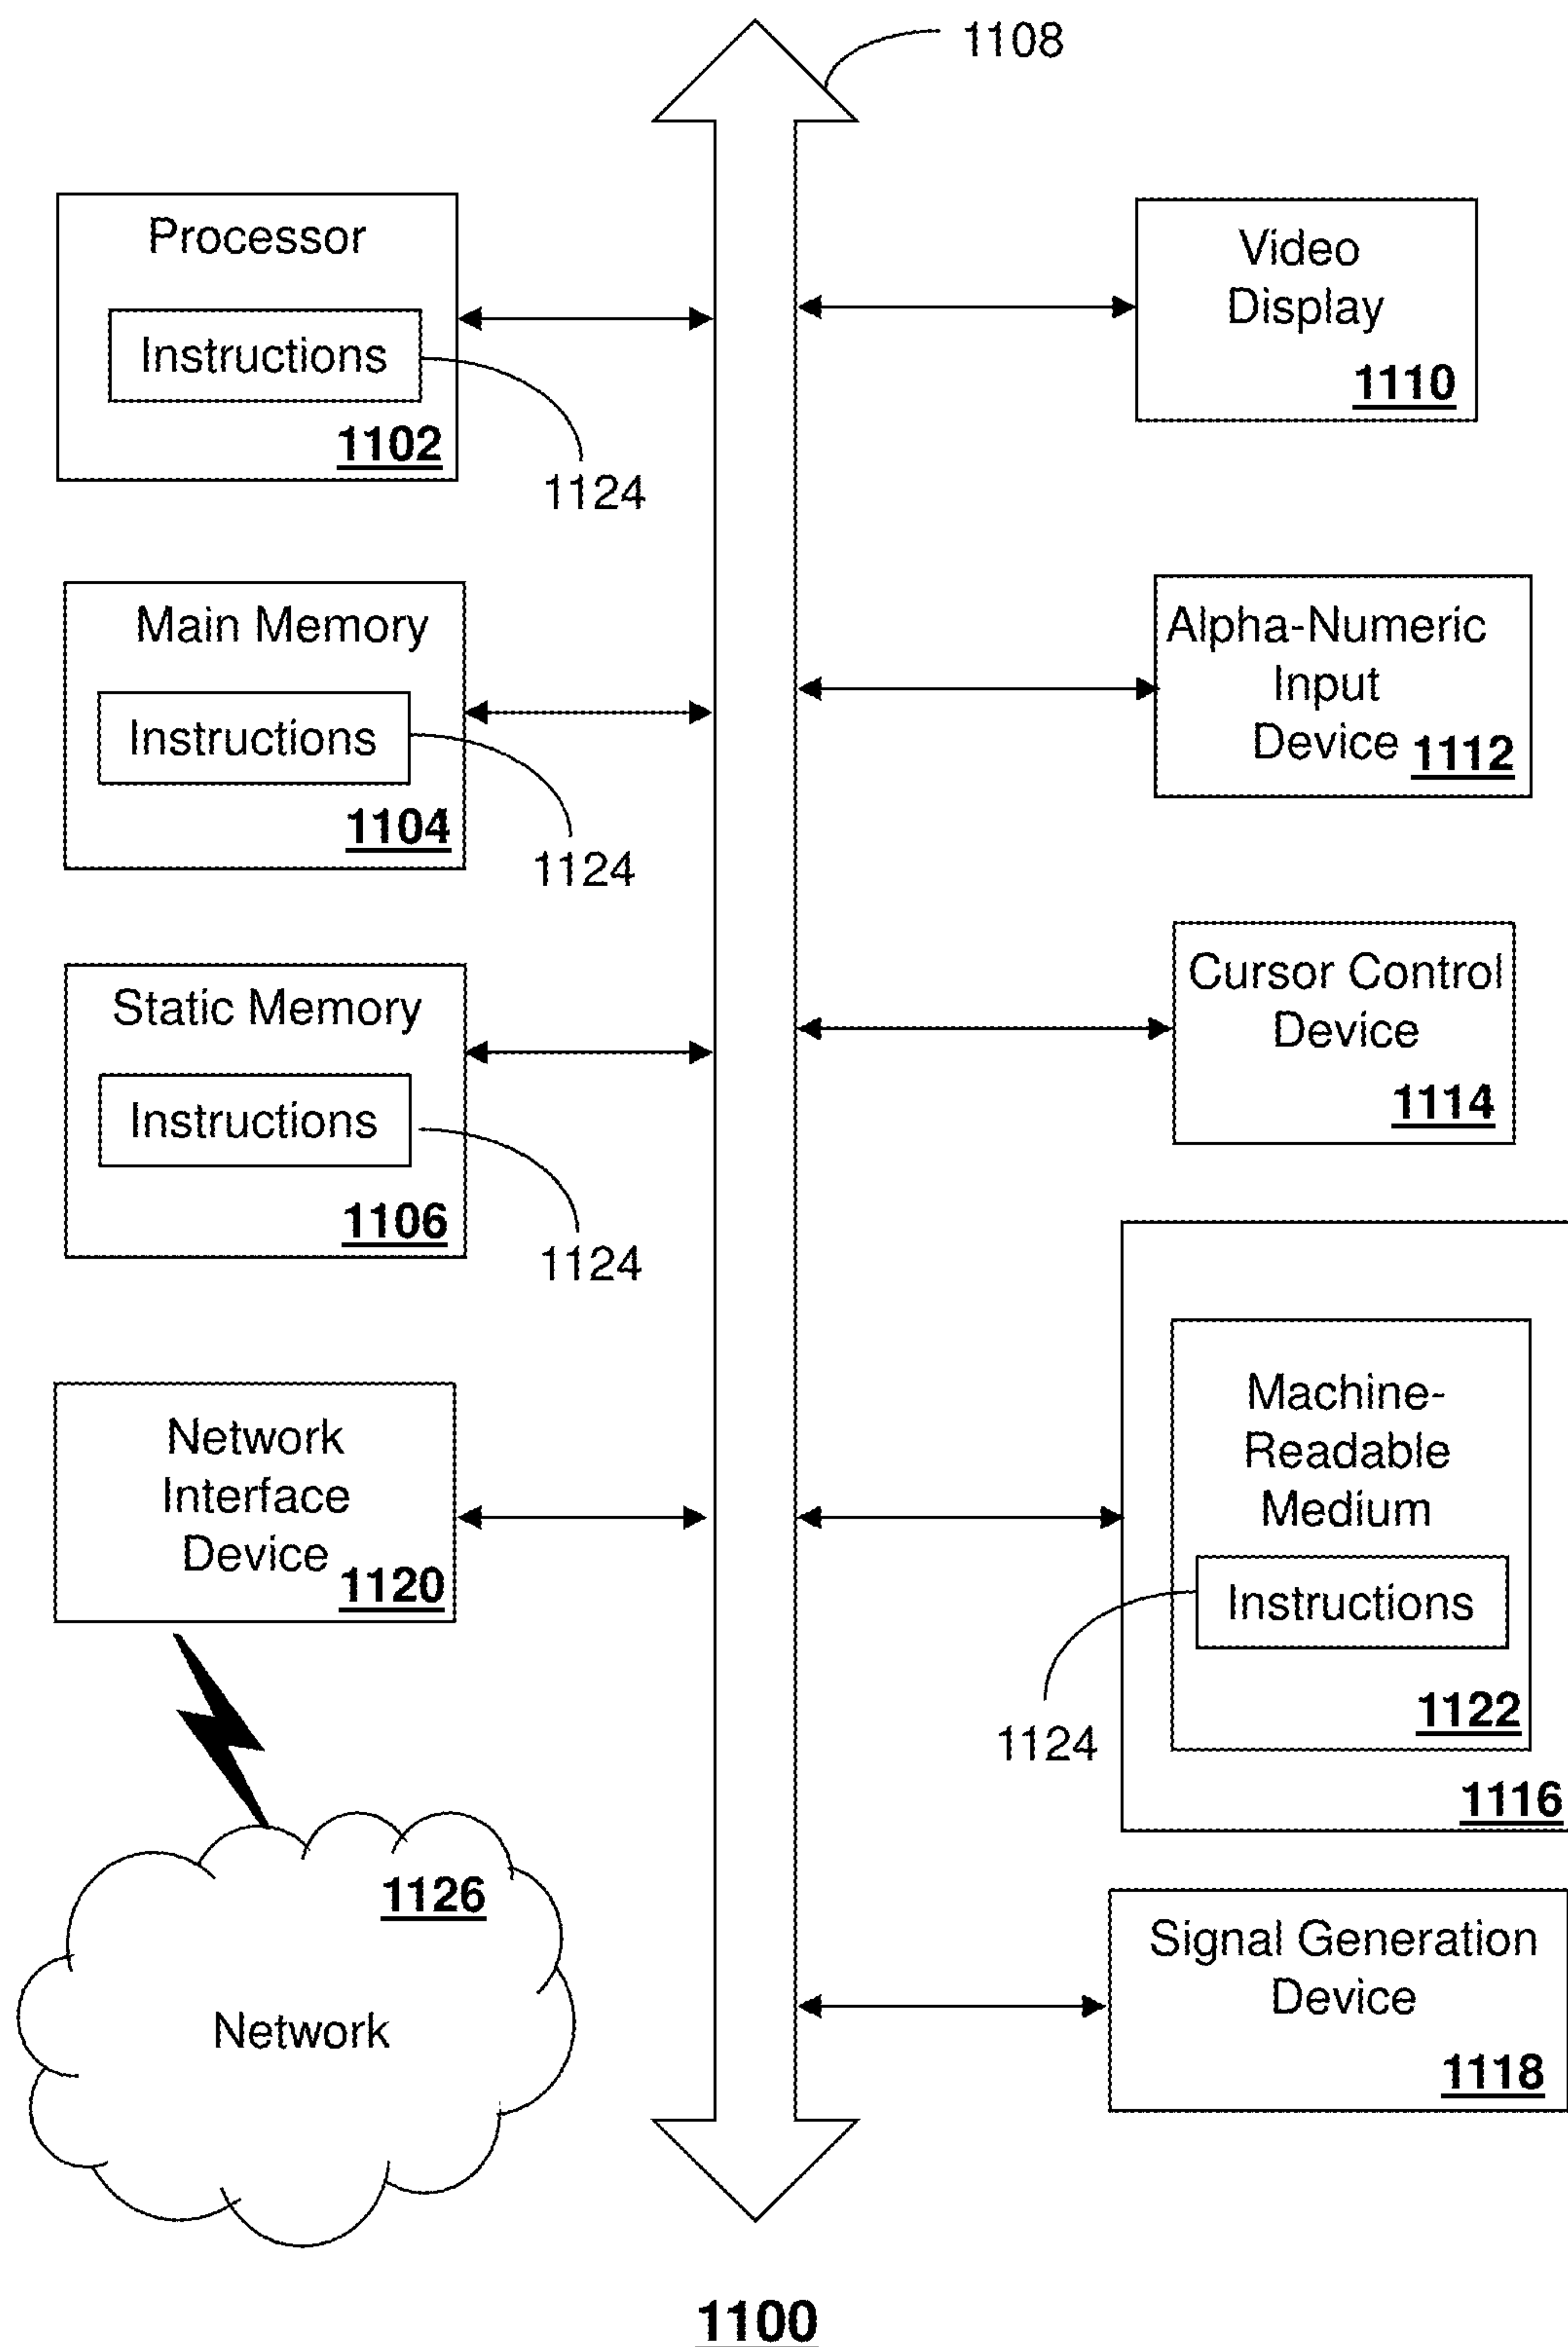 1108
Processor
Instructions
1102
1124
Main Memory
Instructions
1104
1124
Static Memory
Instructions
1106
1124
Network
Interface
Device
1120
1126
Network
Video
Display
1110
Alpha-Numeric
Input
Device 1112
Cursor Control
Device
1114
Machine-
Readable
Medium
Instructions
1122
1124
1116
Signal Generation
Device
1118
1100